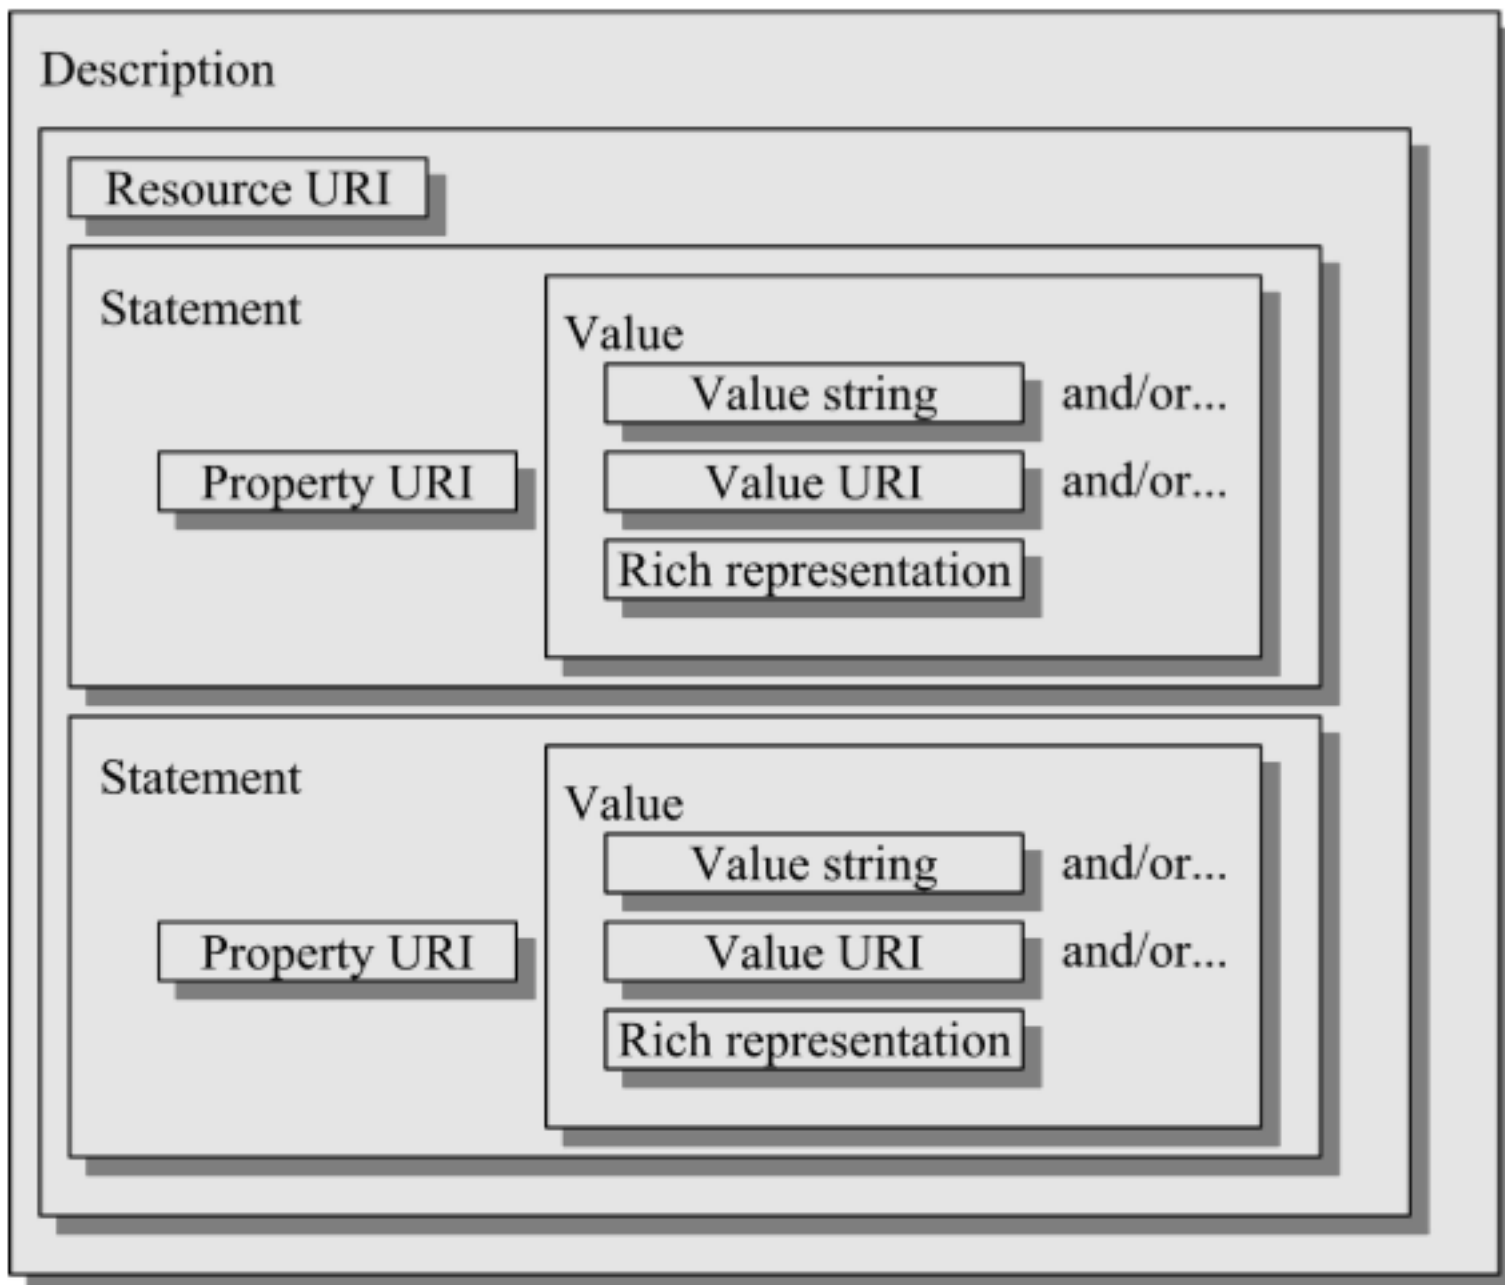 Description
Resource URI
Statement
Value
Value string and/or...
Property URI Value URI and/or...
Rich representation
Statement
Value
Value string and/or...
Property URI Value URI and/or...
Rich representation